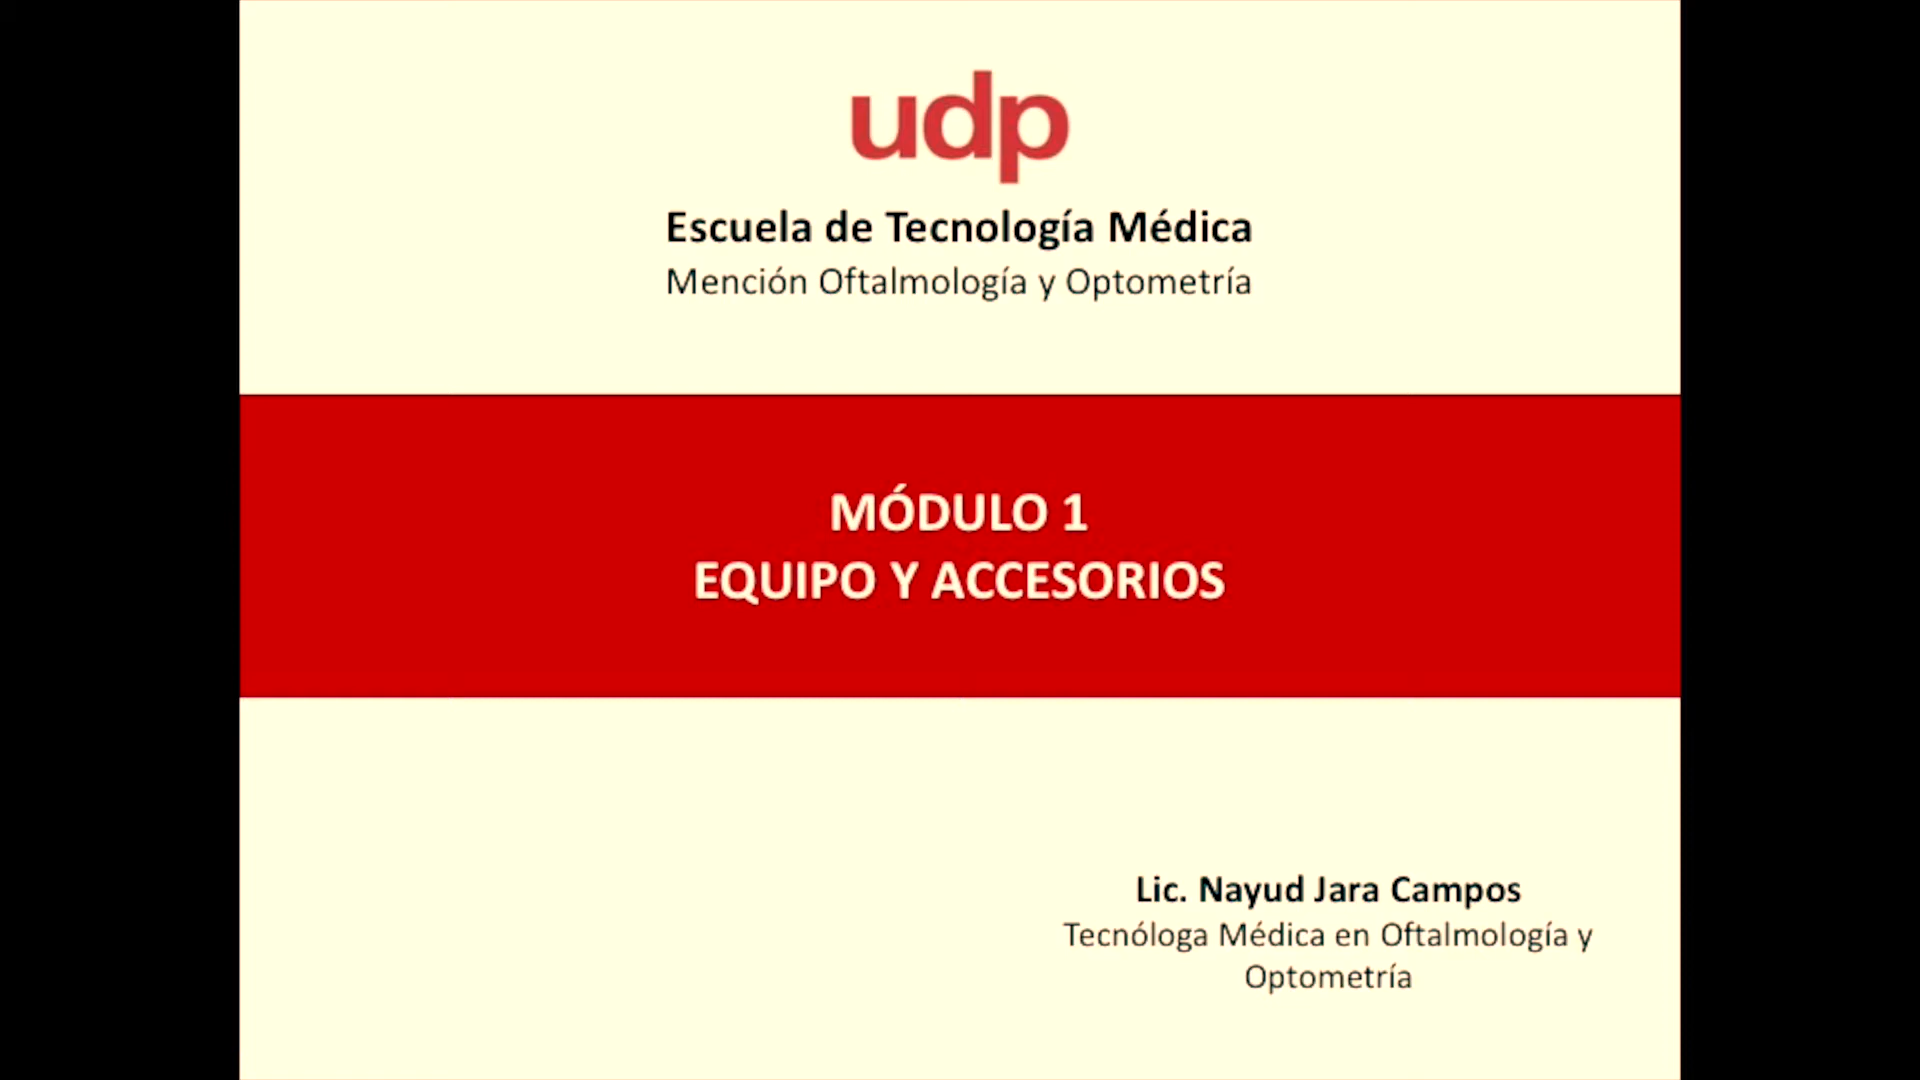 udp
Escuela de Tecnología Médica
Mención Oftalmología y Optometría
MÓDULO 1
EQUIPO Y ACCESORIOS
Lic. Nayud Jara Campos
Tecnóloga Médica en Oftalmología y
Optometría